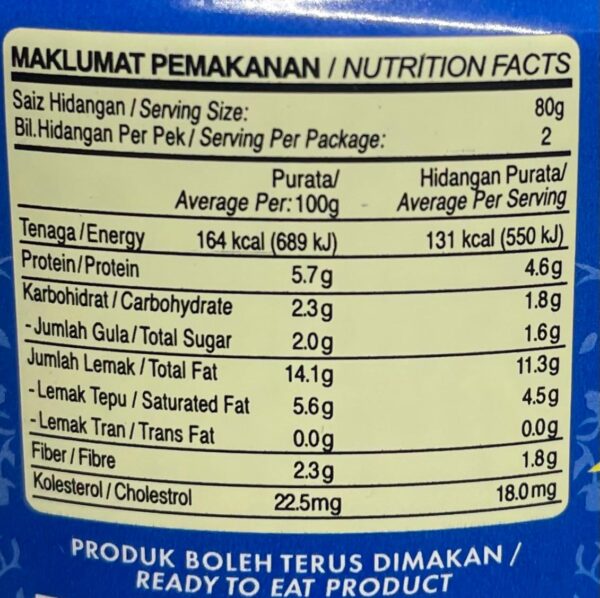 MAKLUMAT PEMAKANAN / NUTRITION FACTS
Saiz Hidangan / Serving Size: 80g
Bil.Hidangan Per Pek / Serving Per Package: 2
Purata/ Hidangan Purata/
Average Per: 100g Average Per Serving
Tenaga / Energy 164 kcal (689 kJ) 131 kcal (550 kJ)
Protein / Protein 5.7g 4.6g
Karbohidrat / Carbohydrate 2.3g 1.8g
- Jumlah Gula / Total Sugar 2.0g 1.6g
Jumlah Lemak / Total Fat 14.1g 11.3g
- Lemak Tepu / Saturated Fat 5.6g 4.5g
- Lemak Tran / Trans Fat 0.0g 0.0g
Fiber / Fibre 2.3g 1.8g
Kolesterol / Cholestrol 22.5mg 18.0mg
PRODUK BOLEH TERUS DIMAKAN /
READY TO EAT PRODUCT